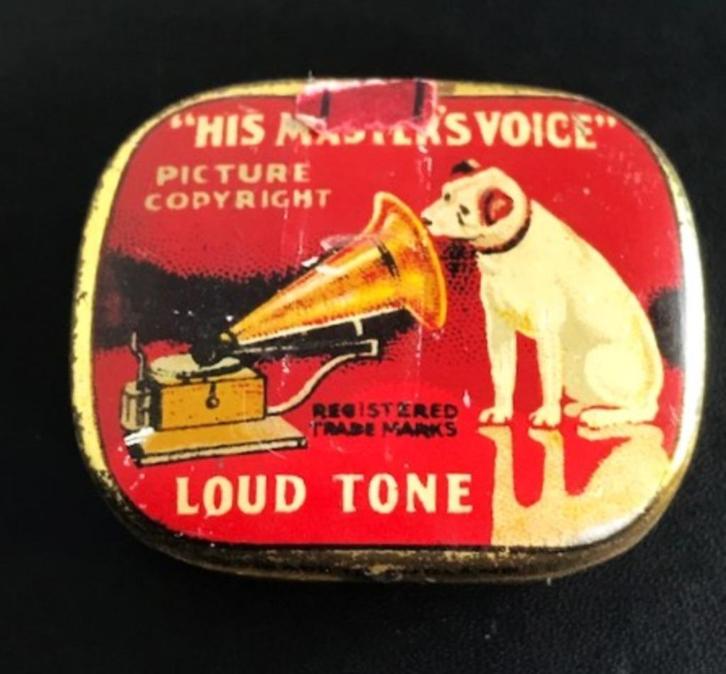 "HIS MASTER'S VOICE"
PICTURE
COPYRIGHT
REGISTERED
TRADE MARKS
LOUD TONE